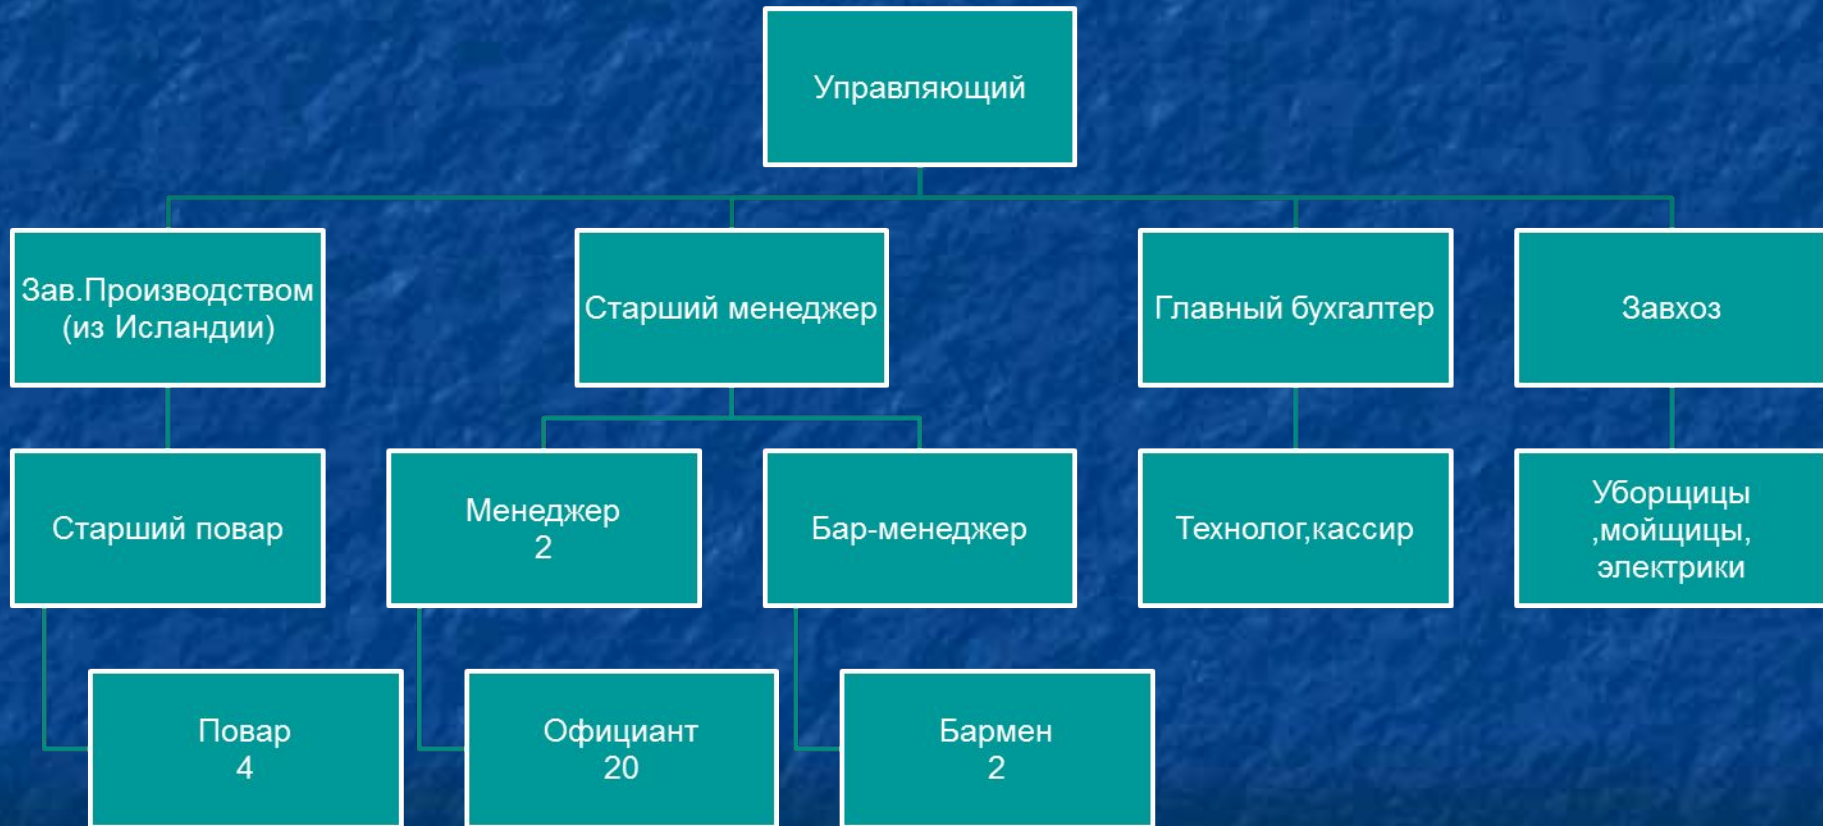 Управляющий
Зав.Производством
(из Исландии)
Старший менеджер
Главный бухгалтер
Завхоз
Старший повар
Менеджер
2
Бар-менеджер
Технолог,кассир
Уборщицы
,мойщицы,
электрики
Повар
4
Официант
20
Бармен
2